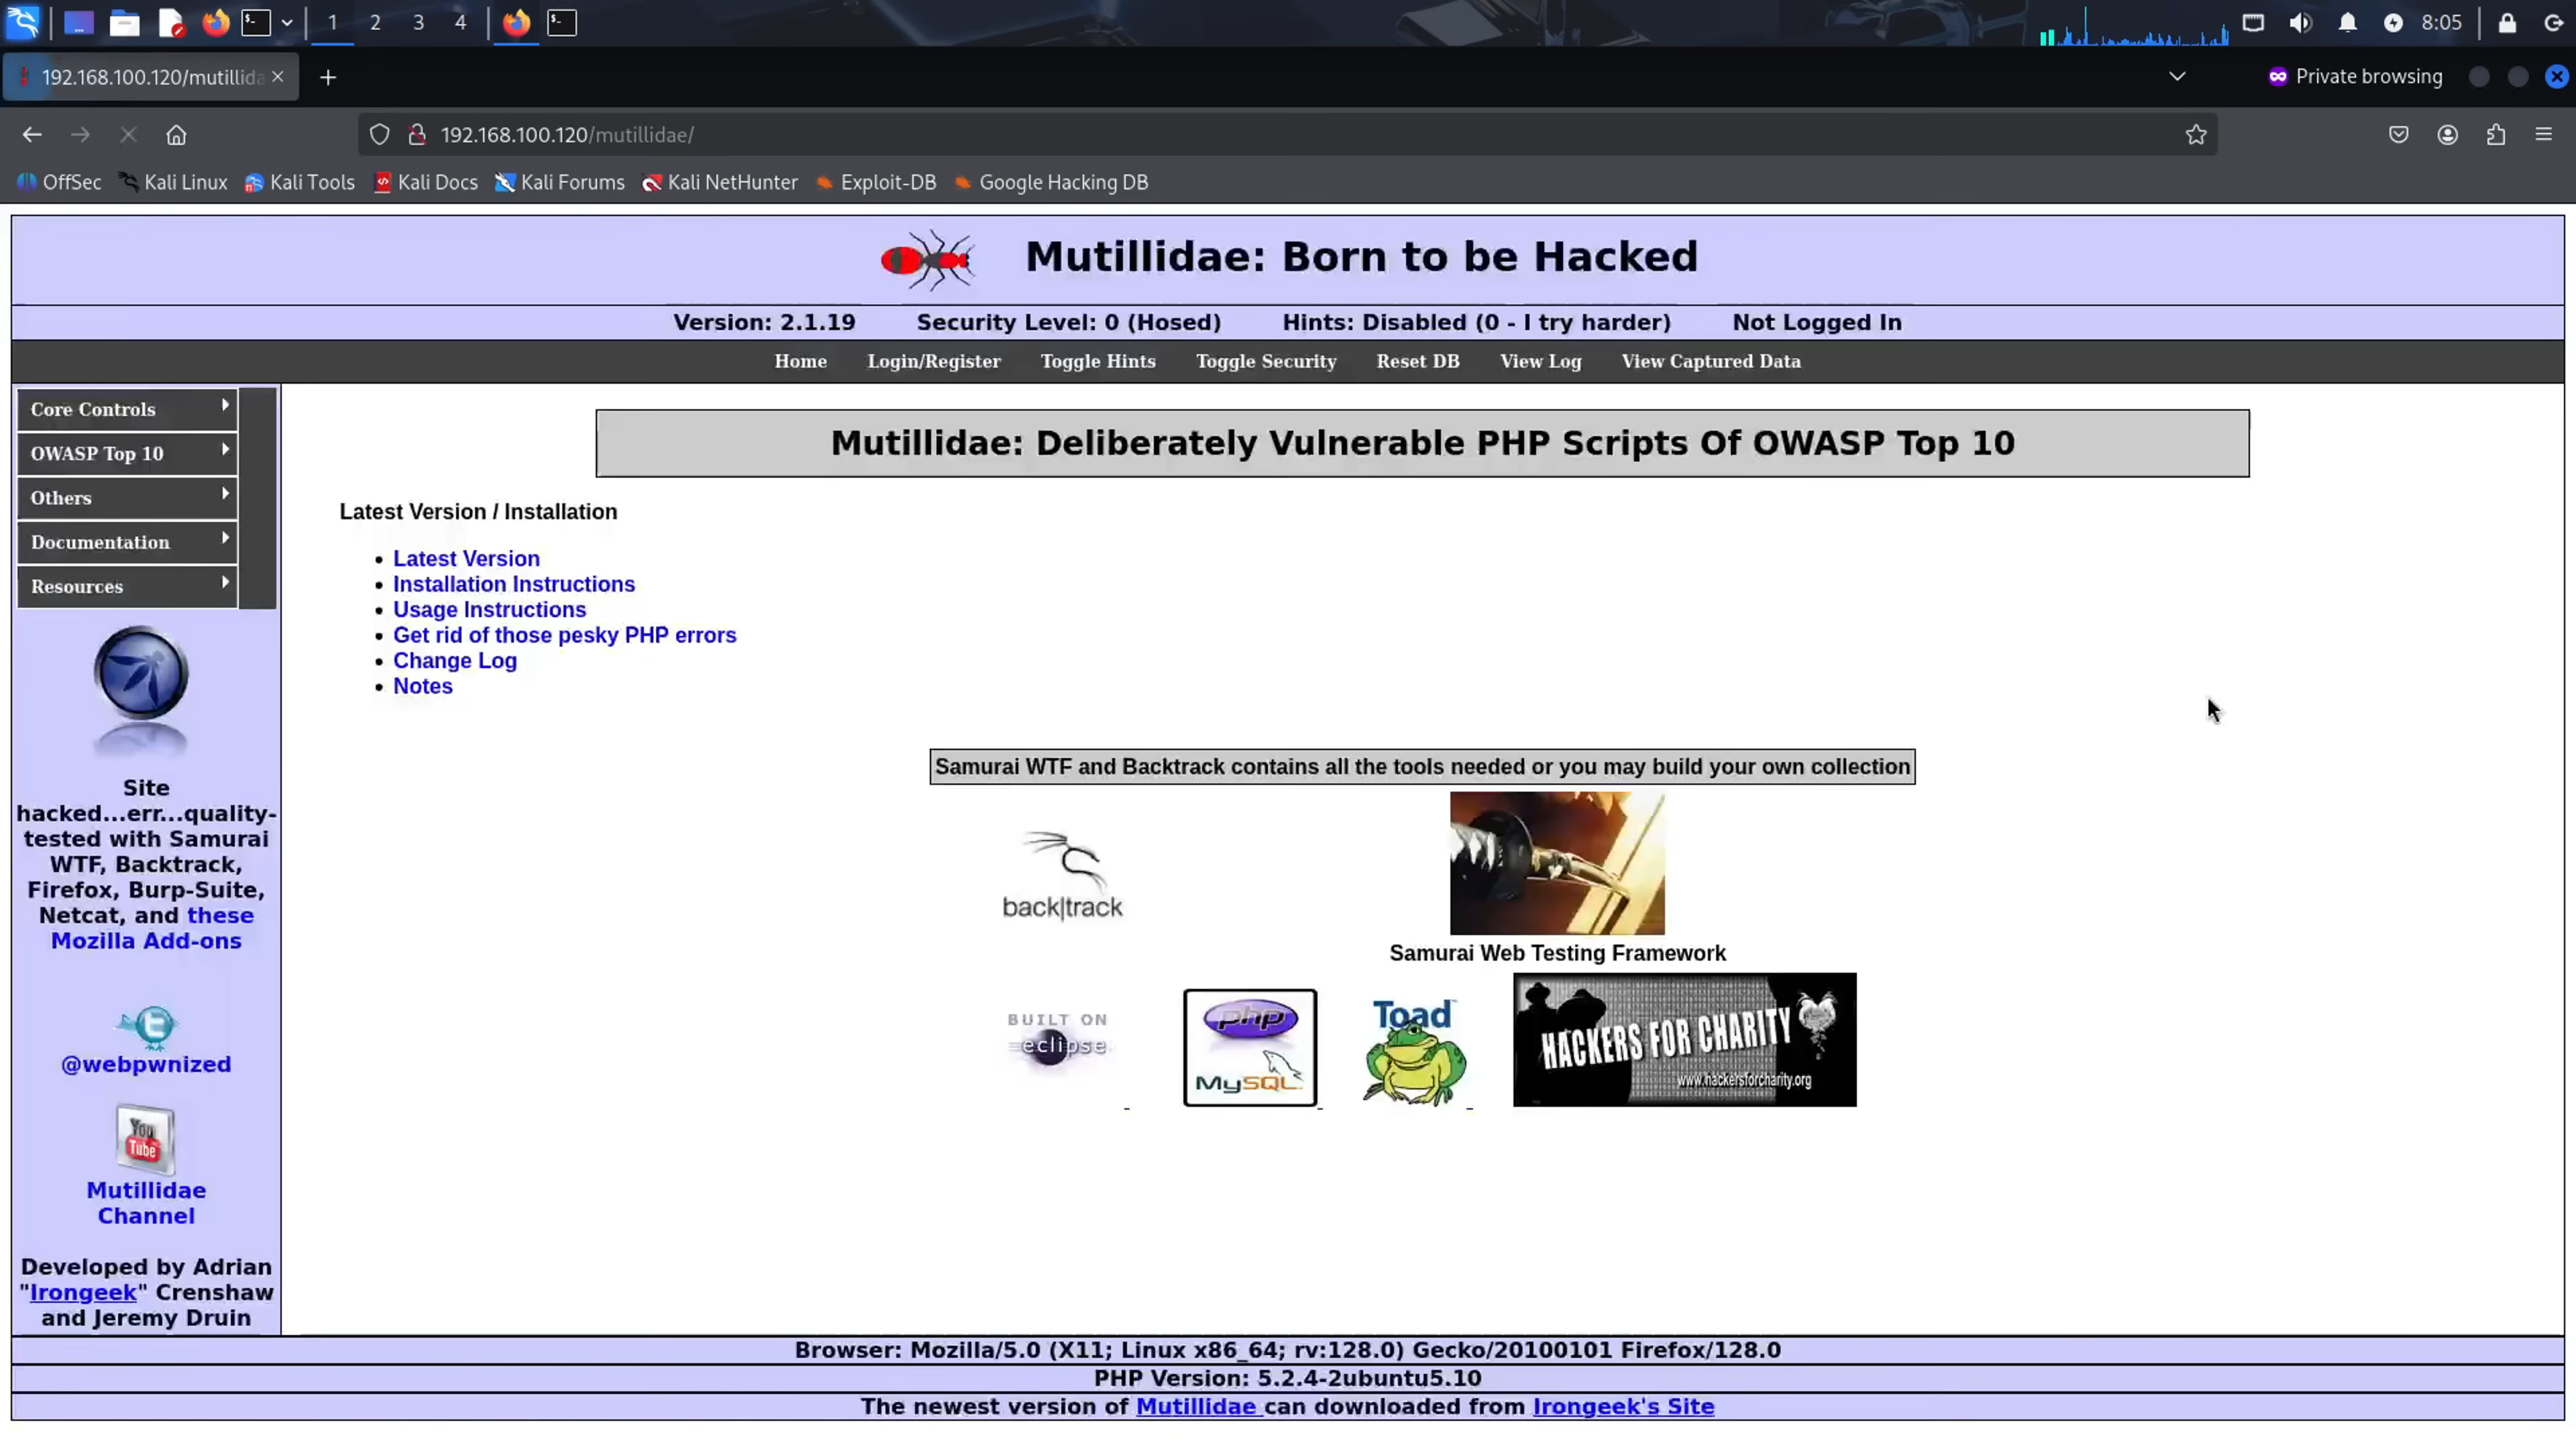 1 2 3 4 8:05
192.168.100.120/mutillida Private browsing
192.168.100.120/mutillidae/
OffSec Kali Linux Kali Tools Kali Docs Kali Forums Kali NetHunter Exploit-DB Google Hacking DB
Mutillidae: Born to be Hacked
Version: 2.1.19 Security Level: 0 (Hosed) Hints: Disabled (0 - I try harder) Not Logged In
Home Login/Register Toggle Hints Toggle Security Reset DB View Log View Captured Data
Core Controls
OWASP Top 10
Others
Documentation
Resources
Site
hacked...err...quality-
tested with Samurai
WTF, Backtrack,
Firefox, Burp-Suite,
Netcat, and these
Mozilla Add-ons
@webpwnized
You
Tube
Mutillidae
Channel
Developed by Adrian
"Irongeek" Crenshaw
and Jeremy Druin
Mutillidae: Deliberately Vulnerable PHP Scripts Of OWASP Top 10
Latest Version / Installation
Latest Version
Installation Instructions
Usage Instructions
Get rid of those pesky PHP errors
Change Log
Notes
Samurai WTF and Backtrack contains all the tools needed or you may build your own collection
back|track
Samurai Web Testing Framework
BUILT ON
eclipse
php
MySQL
Toad
HACKERS FOR CHARITY
www.hackersforcharity.org
Browser: Mozilla/5.0 (X11; Linux x86_64; rv:128.0) Gecko/20100101 Firefox/128.0
PHP Version: 5.2.4-2ubuntu5.10
The newest version of Mutillidae can downloaded from Irongeek's Site